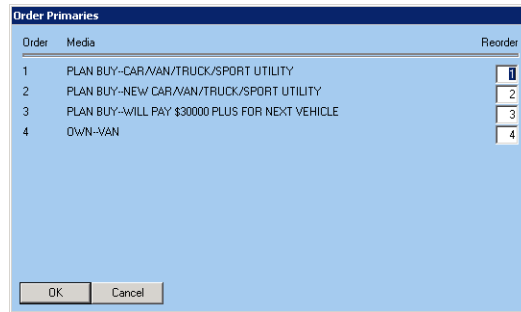 Order Primaries
Order Media Reorder
1 PLAN BUY--CAR/VAN/TRUCK/SPORT UTILITY 1
2 PLAN BUY--NEW CAR/VAN/TRUCK/SPORT UTILITY 2
3 PLAN BUY--WILL PAY $30000 PLUS FOR NEXT VEHICLE 3
4 OWN--VAN 4
OK Cancel